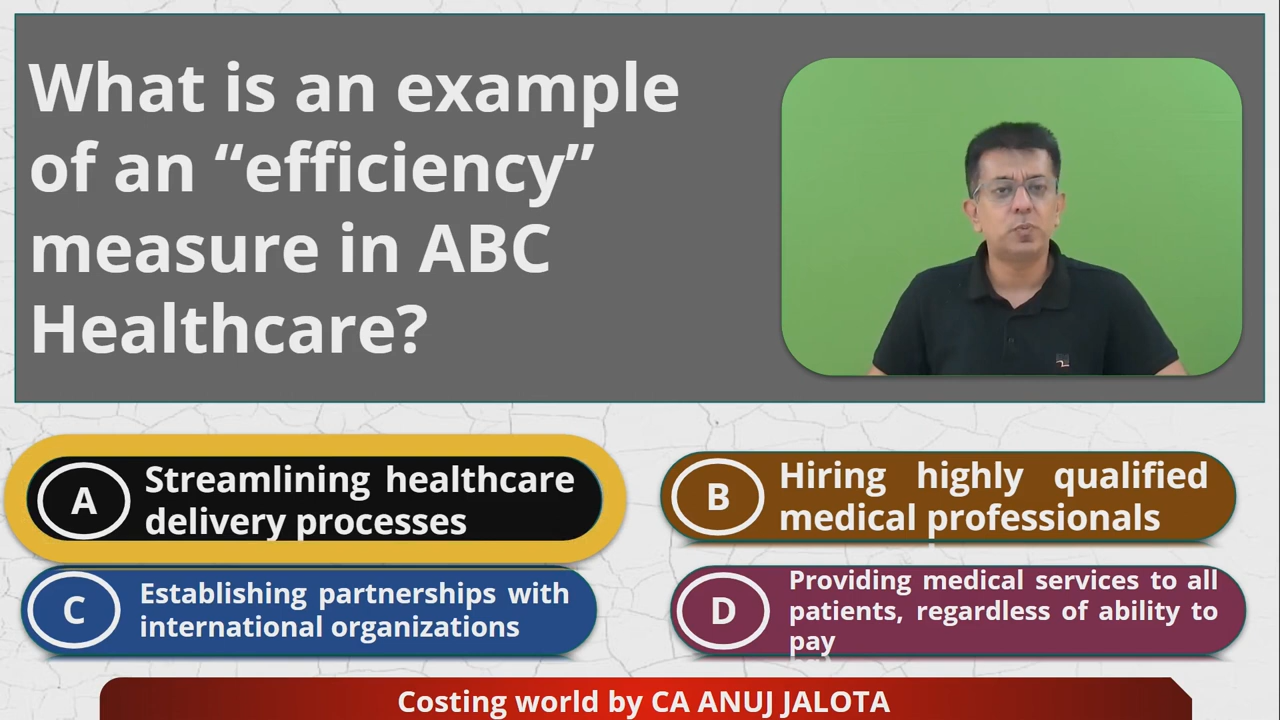 What is an example
of an “efficiency”
measure in ABC
Healthcare?
A
Streamlining healthcare
delivery processes
B
Hiring highly qualified
medical professionals
C
Establishing partnerships with
international organizations
D
Providing medical services to all
patients, regardless of ability to
pay
Costing world by CA ANUJ JALOTA